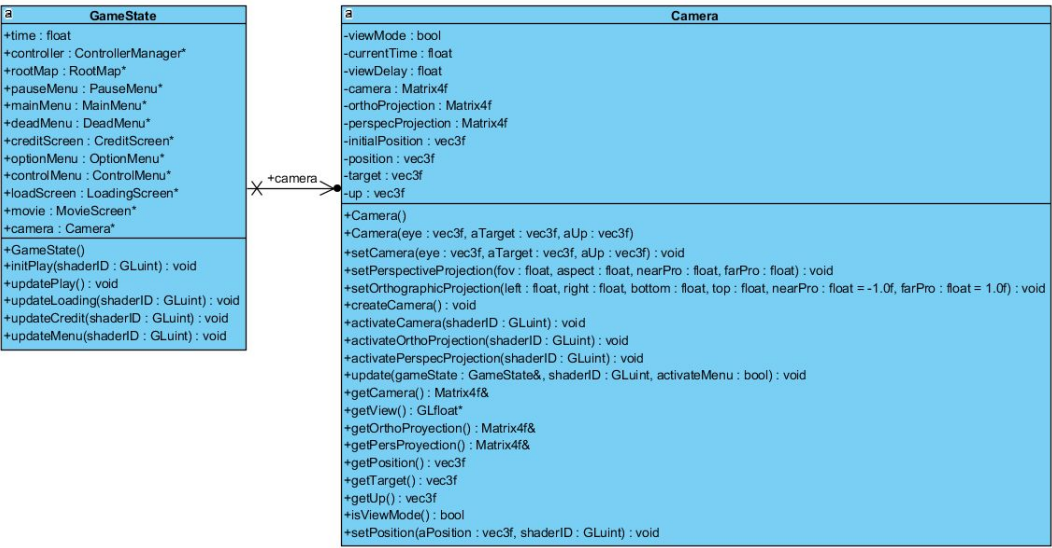 a
GameState
+time : float
+controller : ControllerManager*
+rootMap : RootMap*
+pauseMenu : PauseMenu*
+mainMenu : MainMenu*
+deadMenu : DeadMenu*
+creditScreen : CreditScreen*
+optionMenu : OptionMenu*
+controlMenu : ControlMenu*
+loadScreen : LoadingScreen*
+movie : MovieScreen*
+camera : Camera*
+GameState()
+initPlay(shaderID : GLuint) : void
+updatePlay() : void
+updateLoading(shaderID : GLuint) : void
+updateCredit(shaderID : GLuint) : void
+updateMenu(shaderID : GLuint) : void
+camera
a
Camera
-viewMode : bool
-currentTime : float
-viewDelay : float
-camera : Matrix4f
-orthoProjection : Matrix4f
-perspecProjection : Matrix4f
-initialPosition : vec3f
-position : vec3f
-target : vec3f
-up : vec3f
+Camera()
+Camera(eye : vec3f, aTarget : vec3f, aUp : vec3f)
+setCamera(eye : vec3f, aTarget : vec3f, aUp : vec3f) : void
+setPerspectiveProjection(fov : float, aspect : float, nearPro : float, farPro : float) : void
+setOrthographicProjection(left : float, right : float, bottom : float, top : float, nearPro : float = -1.0f, farPro : float = 1.0f) : void
+createCamera() : void
+activateCamera(shaderID : GLuint) : void
+activateOrthoProjection(shaderID : GLuint) : void
+activatePerspecProjection(shaderID : GLuint) : void
+update(gameState : GameState&, shaderID : GLuint, activateMenu : bool) : void
+getCamera() : Matrix4f&
+getView() : GLfloat*
+getOrthoProyection() : Matrix4f&
+getPersProyection() : Matrix4f&
+getPosition() : vec3f
+getTarget() : vec3f
+getUp() : vec3f
+isViewMode() : bool
+setPosition(aPosition : vec3f, shaderID : GLuint) : void